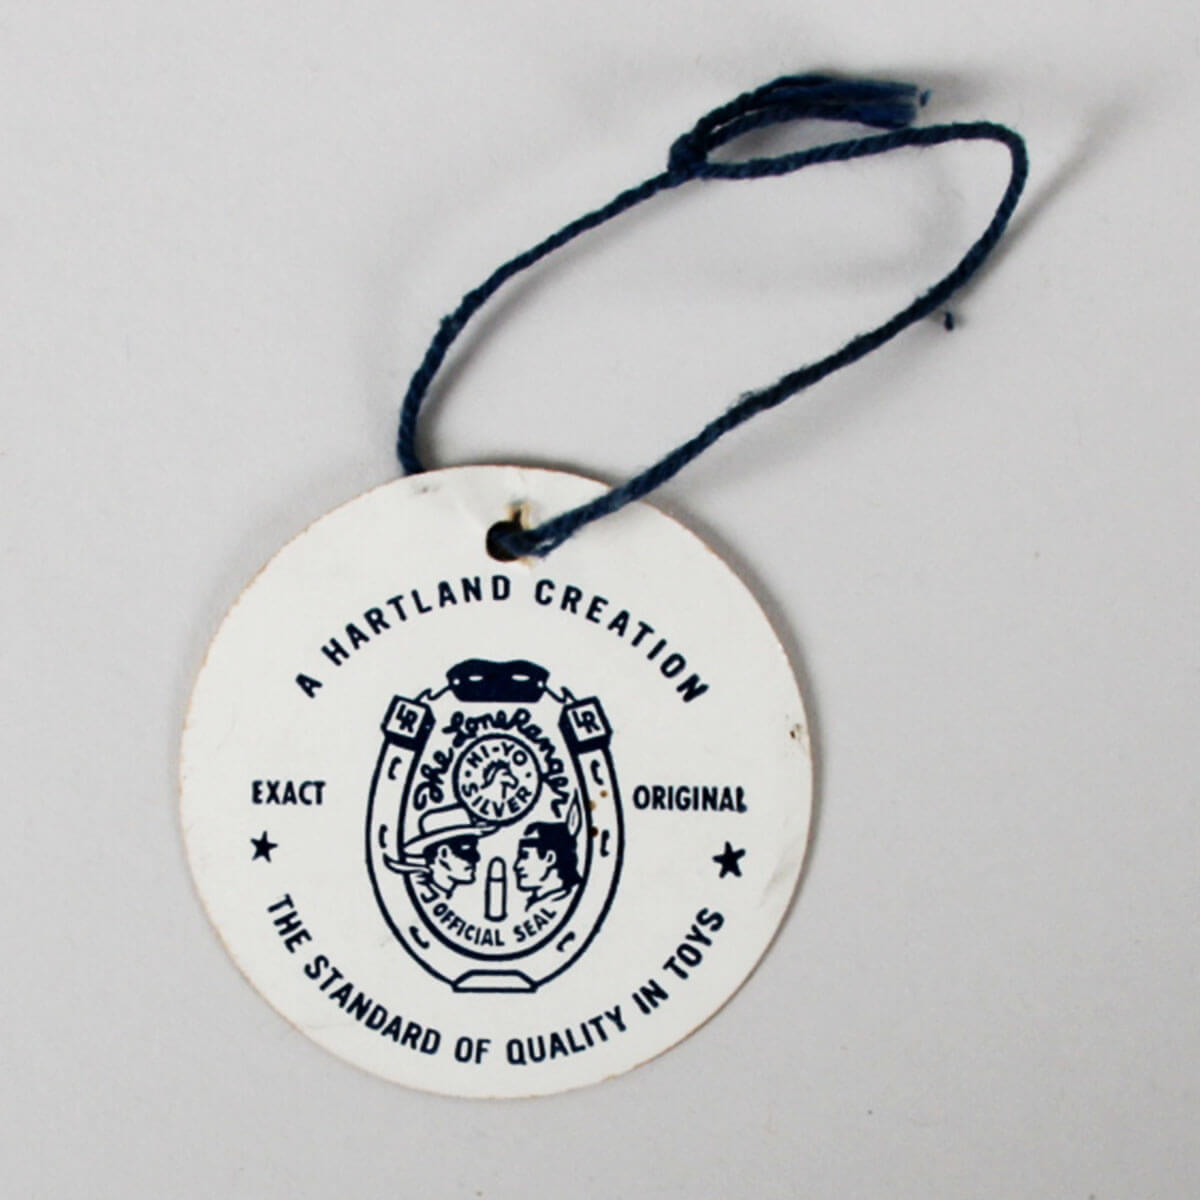 A HARTLAND CREATION
LR
LR
The Lone Ranger
HI-YO
SILVER
EXACT
ORIGINAL
OFFICIAL SEAL
THE STANDARD OF QUALITY IN TOYS